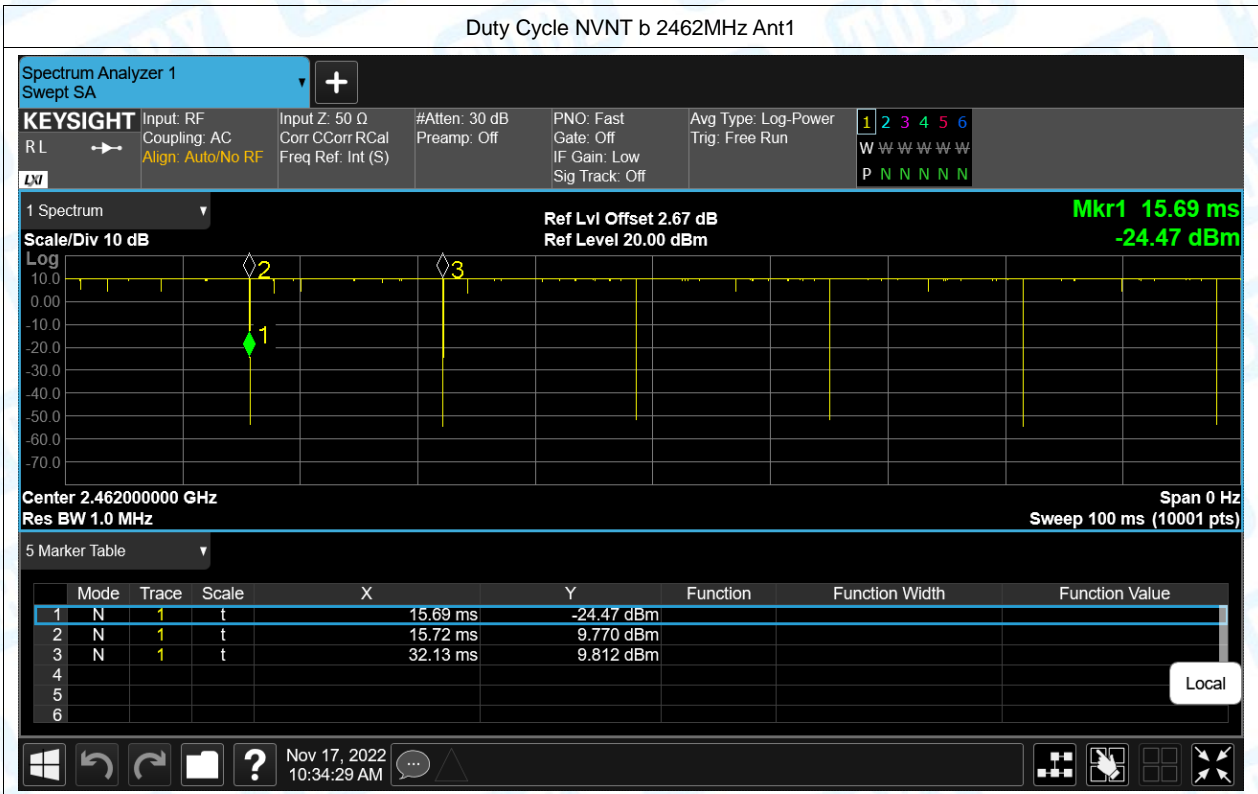 Duty Cycle NVNT b 2462MHz Ant1
Spectrum Analyzer 1
Swept SA
KEYSIGHT Input: RF Input Z: 50 Ω #Atten: 30 dB PNO: Fast Avg Type: Log-Power 1 2 3 4 5 6
RL Coupling: AC Corr CCorr RCal Preamp: Off Gate: Off Trig: Free Run W W W W W W
Align: Auto/No RF Freq Ref: Int (S) IF Gain: Low
LXI Sig Track: Off P N N N N N
1 Spectrum Ref Lvl Offset 2.67 dB Mkr1 15.69 ms
Scale/Div 10 dB Ref Level 20.00 dBm -24.47 dBm
Log
2 3
10.0
0.00
-10.0
1
-20.0
-30.0
-40.0
-50.0
-60.0
-70.0
Center 2.462000000 GHz Span 0 Hz
Res BW 1.0 MHz Sweep 100 ms (10001 pts)
5 Marker Table
Mode Trace Scale X Y Function Function Width Function Value
1 N 1 t 15.69 ms -24.47 dBm
2 N 1 t 15.72 ms 9.770 dBm
3 N 1 t 32.13 ms 9.812 dBm
4
5
6
Local
? Nov 17, 2022
10:34:29 AM